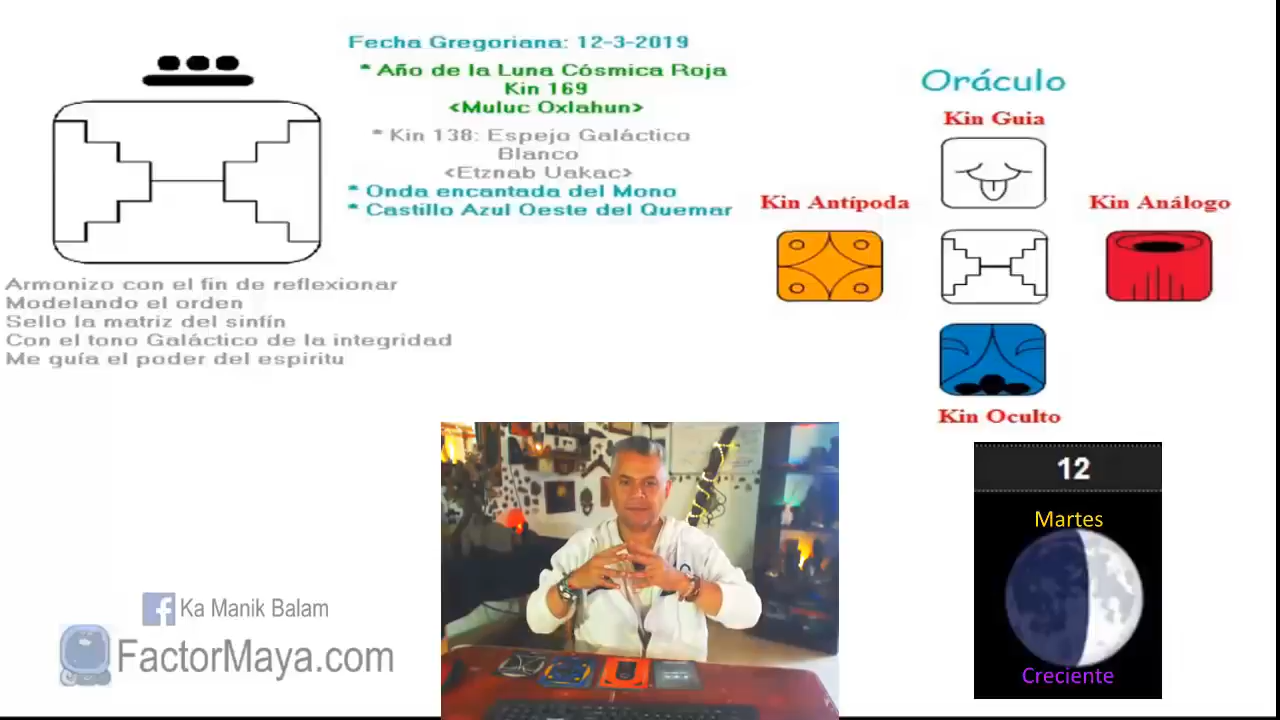 Fecha Gregoriana: 12-3-2019
* Año de la Luna Cósmica Roja
Kin 169
<Muluc Oxlahun>
* Kin 138: Espejo Galáctico
Blanco
<Etznab Uakac>
* Onda encantada del Mono
* Castillo Azul Oeste del Quemar
Armonizo con el fin de reflexionar
Modelando el orden
Sello la matriz del sinfín
Con el tono Galáctico de la integridad
Me guía el poder del espiritu
Oráculo
Kin Guia
Kin Antípoda
Kin Análogo
Kin Oculto
12
Martes
Creciente
Ka Manik Balam
FactorMaya.com